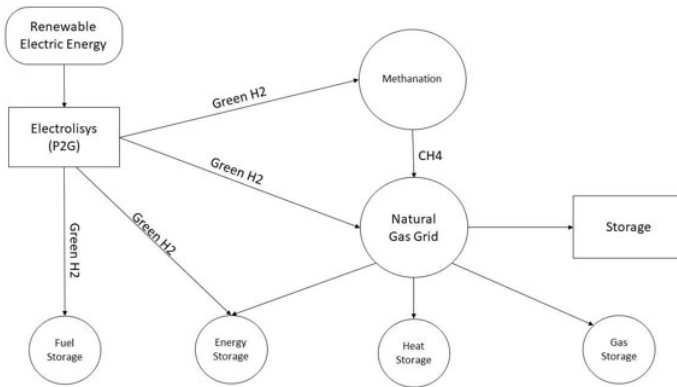 Renewable
Electric Energy
Electrolisys
(P2G)
Green H2
Methanation
CH4
Green H2
Green H2
Green H2
Natural
Gas Grid
Storage
Fuel
Storage
Energy
Storage
Heat
Storage
Gas
Storage